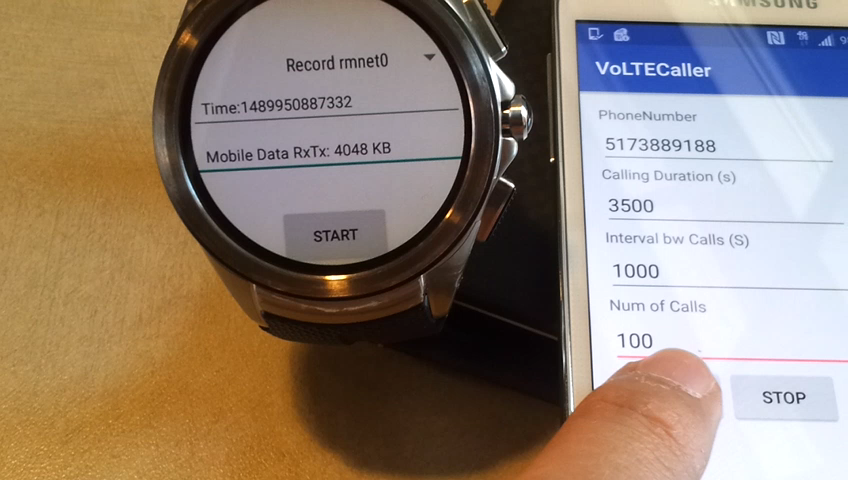 Record rmnet0
Time:1489950887332
Mobile Data RxTx: 4048 KB
START
SAMSUNG
VoLTECaller
PhoneNumber
5173889188
Calling Duration (s)
3500
Interval bw Calls (S)
1000
Num of Calls
100
STOP